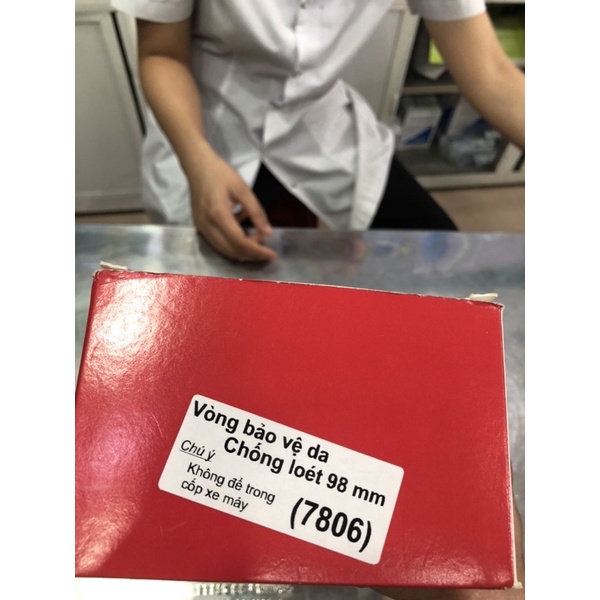 Vòng bảo vệ da
Chống loét 98 mm
Chú ý
Không để trong
cốp xe máy
(7806)